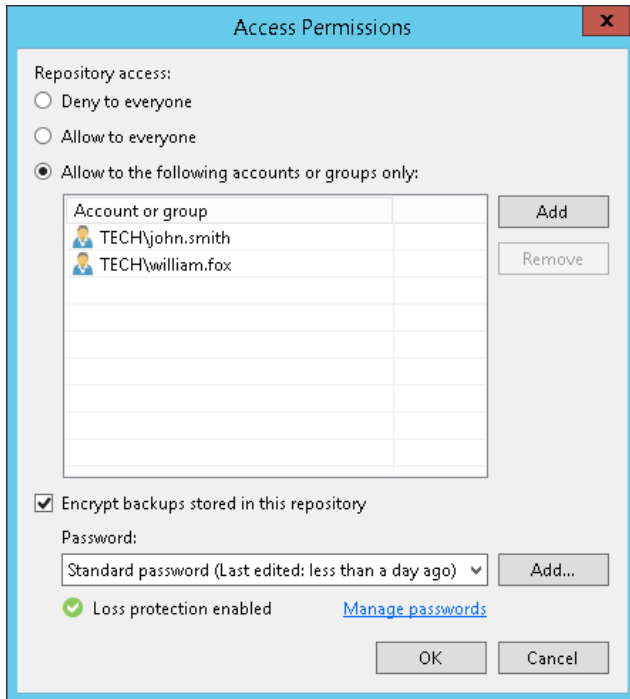 Access Permissions
x
Repository access:
Deny to everyone
Allow to everyone
Allow to the following accounts or groups only:
Account or group
Add
TECH\john.smith
TECH\william.fox
Remove
Encrypt backups stored in this repository
Password:
Standard password (Last edited: less than a day ago)
Add...
Loss protection enabled
Manage passwords
OK
Cancel